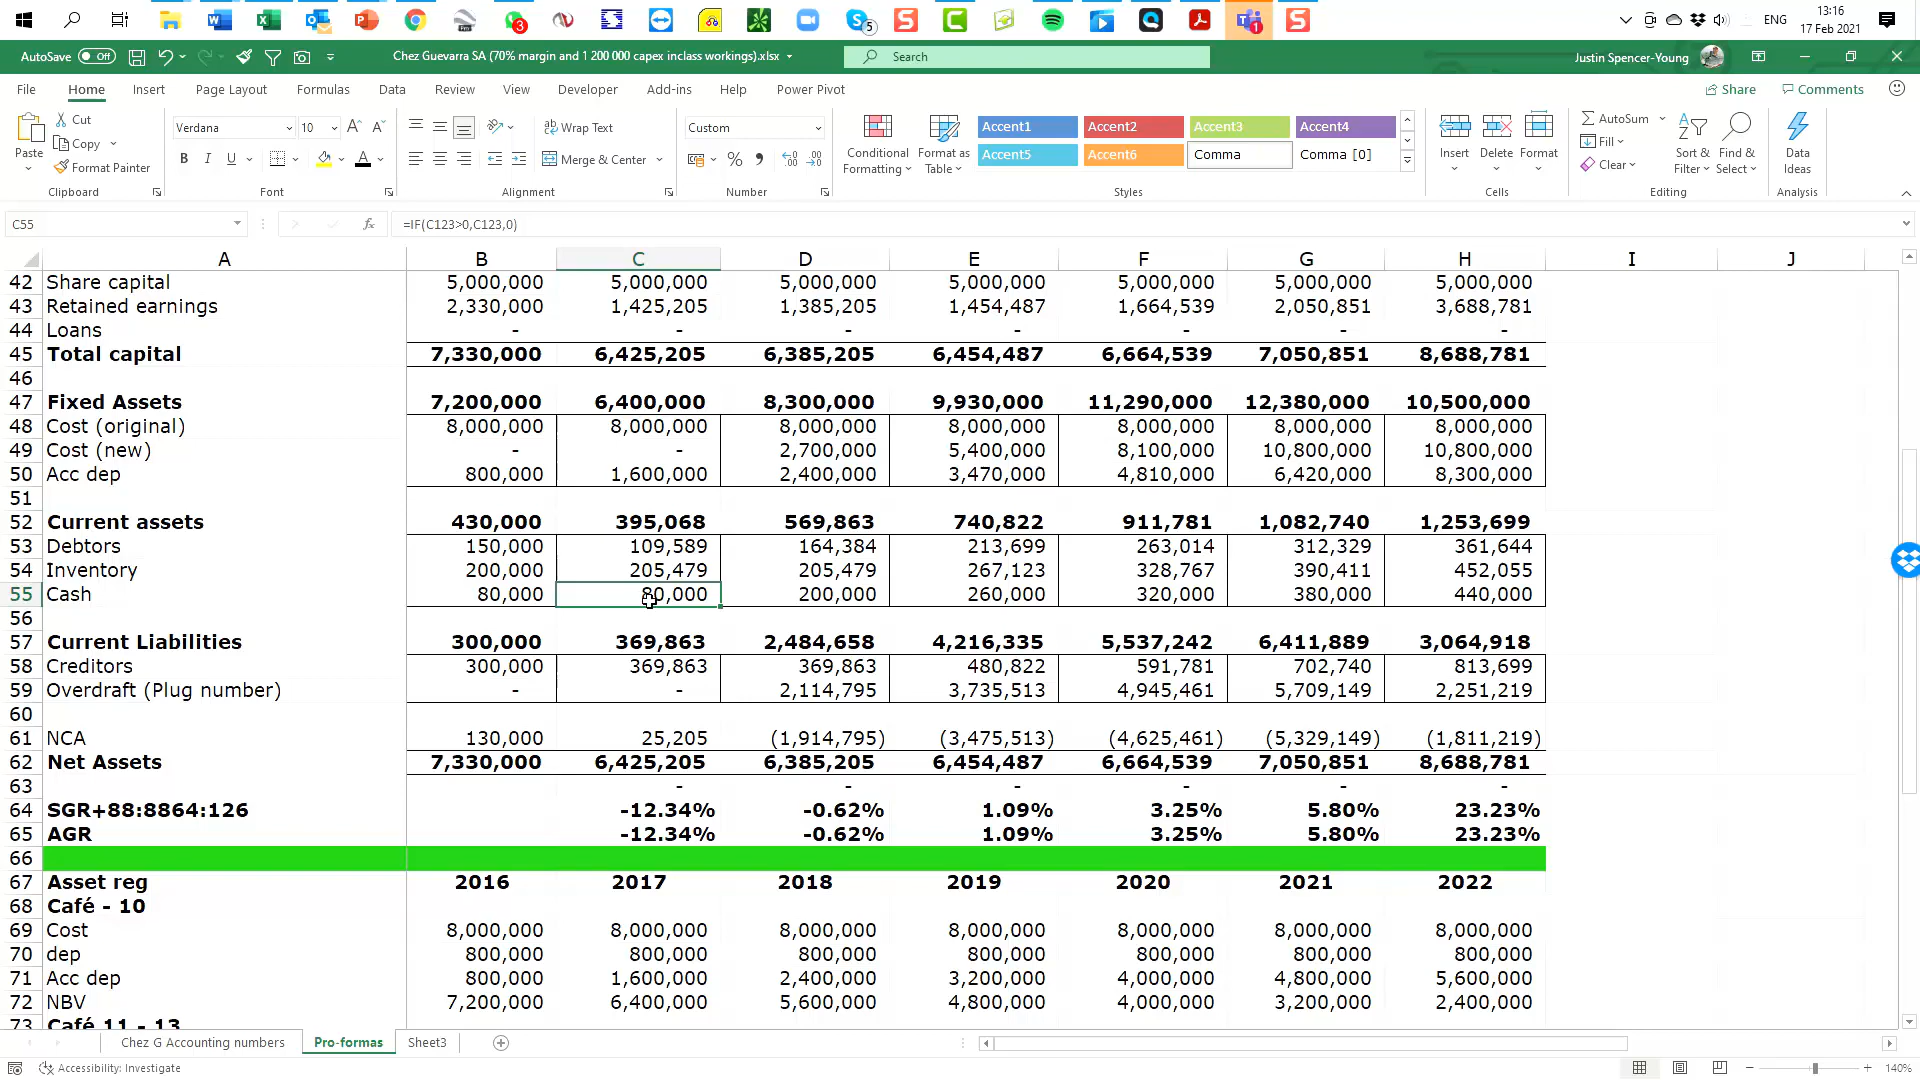 13:16
ENG
17 Feb 2021
AutoSave Off
Chez Guevarra SA (70% margin and 1 200 000 capex inclass workings).xlsx
Search
Justin Spencer-Young
File Home Insert Draw Page Layout Formulas Data Review View Developer Add-ins Help Power Pivot
Share Comments
Cut
Copy
Format Painter
Paste
Clipboard
Verdana 10
B I U
Font
Wrap Text
Merge & Center
Alignment
Custom
Number
Conditional Formatting
Format as Table
Accent1 Accent2 Accent3 Accent4
Accent5 Accent6 Comma Comma [0]
Styles
Insert Delete Format
Cells
AutoSum
Fill
Clear
Sort & Filter
Find & Select
Editing
Data Ideas
Analysis
C55 fx =IF(C123>0,C123,0)
A B C D E F G H I J
42 Share capital 5,000,000 5,000,000 5,000,000 5,000,000 5,000,000 5,000,000 5,000,000
43 Retained earnings 2,330,000 1,425,205 1,385,205 1,454,487 1,664,539 2,050,851 3,688,781
44 Loans - - - - - - -
45 Total capital 7,330,000 6,425,205 6,385,205 6,454,487 6,664,539 7,050,851 8,688,781
46
47 Fixed Assets 7,200,000 6,400,000 8,300,000 9,930,000 11,290,000 12,380,000 10,500,000
48 Cost (original) 8,000,000 8,000,000 8,000,000 8,000,000 8,000,000 8,000,000 8,000,000
49 Cost (new) - - 2,700,000 5,400,000 8,100,000 10,800,000 10,800,000
50 Acc dep 800,000 1,600,000 2,400,000 3,470,000 4,810,000 6,420,000 8,300,000
51
52 Current assets 430,000 395,068 569,863 740,822 911,781 1,082,740 1,253,699
53 Debtors 150,000 109,589 164,384 213,699 263,014 312,329 361,644
54 Inventory 200,000 205,479 205,479 267,123 328,767 390,411 452,055
55 Cash 80,000 80,000 200,000 260,000 320,000 380,000 440,000
56
57 Current Liabilities 300,000 369,863 2,484,658 4,216,335 5,537,242 6,411,889 3,064,918
58 Creditors 300,000 369,863 369,863 480,822 591,781 702,740 813,699
59 Overdraft (Plug number) - - 2,114,795 3,735,513 4,945,461 5,709,149 2,251,219
60
61 NCA 130,000 25,205 (1,914,795) (3,475,513) (4,625,461) (5,329,149) (1,811,219)
62 Net Assets 7,330,000 6,425,205 6,385,205 6,454,487 6,664,539 7,050,851 8,688,781
63 - - - - - -
64 SGR+88:8864:126 -12.34% -0.62% 1.09% 3.25% 5.80% 23.23%
65 AGR -12.34% -0.62% 1.09% 3.25% 5.80% 23.23%
66
67 Asset reg 2016 2017 2018 2019 2020 2021 2022
68 Café - 10
69 Cost 8,000,000 8,000,000 8,000,000 8,000,000 8,000,000 8,000,000 8,000,000
70 dep 800,000 800,000 800,000 800,000 800,000 800,000 800,000
71 Acc dep 800,000 1,600,000 2,400,000 3,200,000 4,000,000 4,800,000 5,600,000
72 NBV 7,200,000 6,400,000 5,600,000 4,800,000 4,000,000 3,200,000 2,400,000
73 Café 11 - 13
Chez G Accounting numbers Pro-formas Sheet3
Accessibility: Investigate
140%